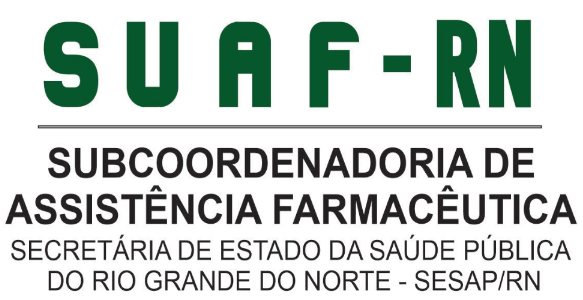 SUAF-RN
SUBCOORDENADORIA DE
ASSISTÊNCIA FARMACÊUTICA
SECRETÁRIA DE ESTADO DA SAÚDE PÚBLICA
DO RIO GRANDE DO NORTE - SESAP/RN